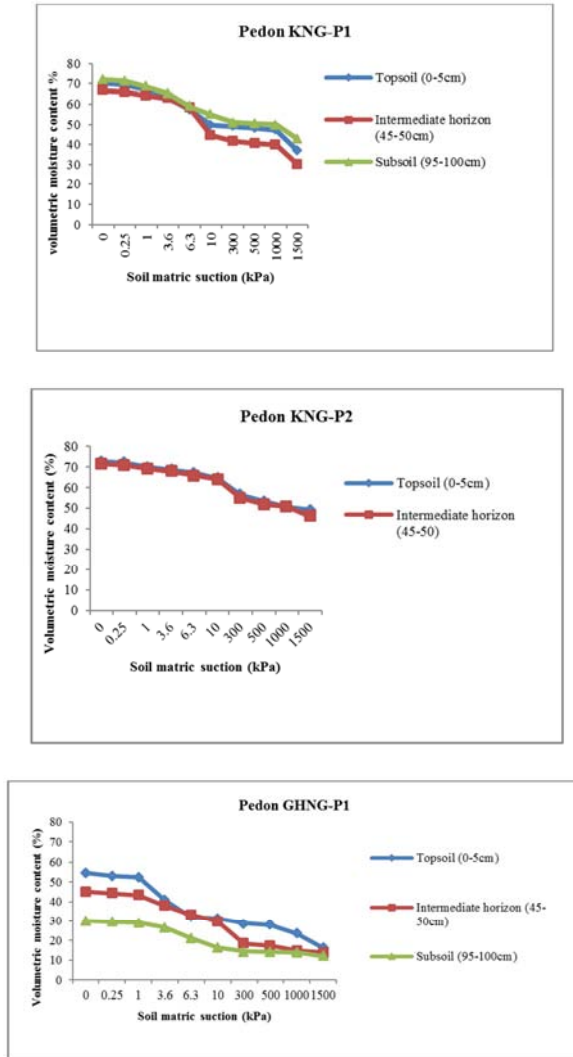 Pedon KNG-P1
volumetric moisture content %
80
70
60
50
40
30
20
10
0
0 0.25 1 3.6 6.3 10 300 500 1000 1500
Soil matric suction (kPa)
Topsoil (0-5cm)
Intermediate horizon
(45-50cm)
Subsoil (95-100cm)
Pedon KNG-P2
Volumetric moisture content (%)
80
70
60
50
40
30
20
10
0
0 0.25 1 3.6 6.3 10 300 500 1000 1500
Soil matric suction (kPa)
Topsoil (0-5cm)
Intermediate horizon
(45-50)
Pedon GHNG-P1
Volumetric moisture content (%)
80
70
60
50
40
30
20
10
0
0 0.25 1 3.6 6.3 10 300 500 1000 1500
Soil matric suction (kPa)
Topsoil (0-5cm)
Intermediate horizon (45-
50cm)
Subsoil (95-100cm)